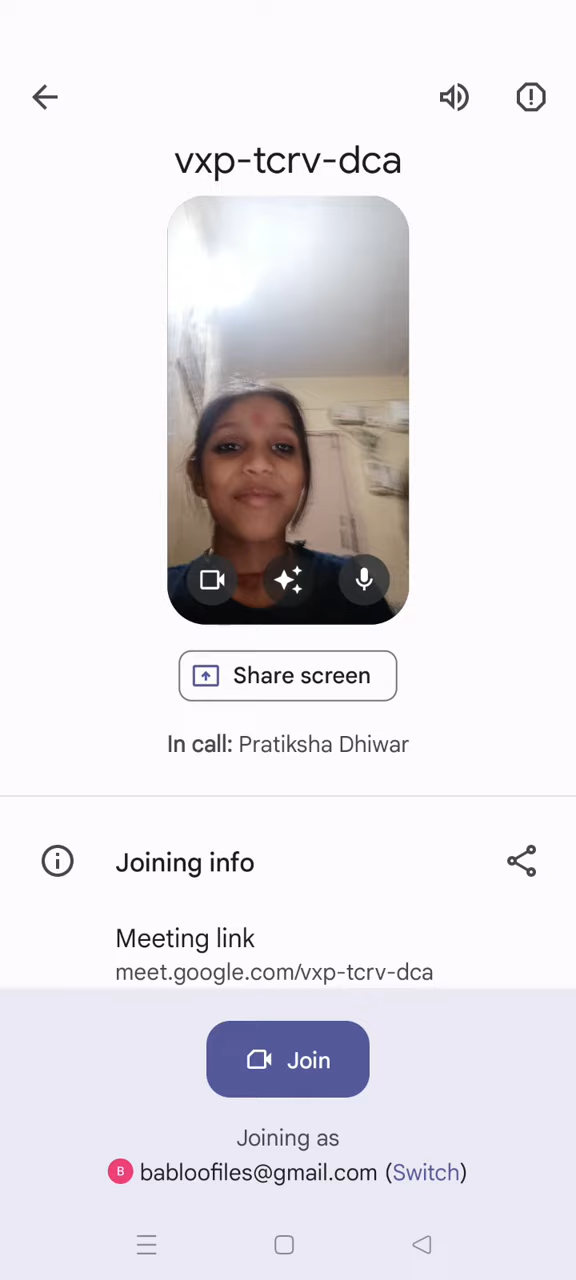 vxp-tcrv-dca
Share screen
In call: Pratiksha Dhiwar
Joining info
Meeting link
meet.google.com/vxp-tcrv-dca
Join
Joining as
B babloofiles@gmail.com (Switch)